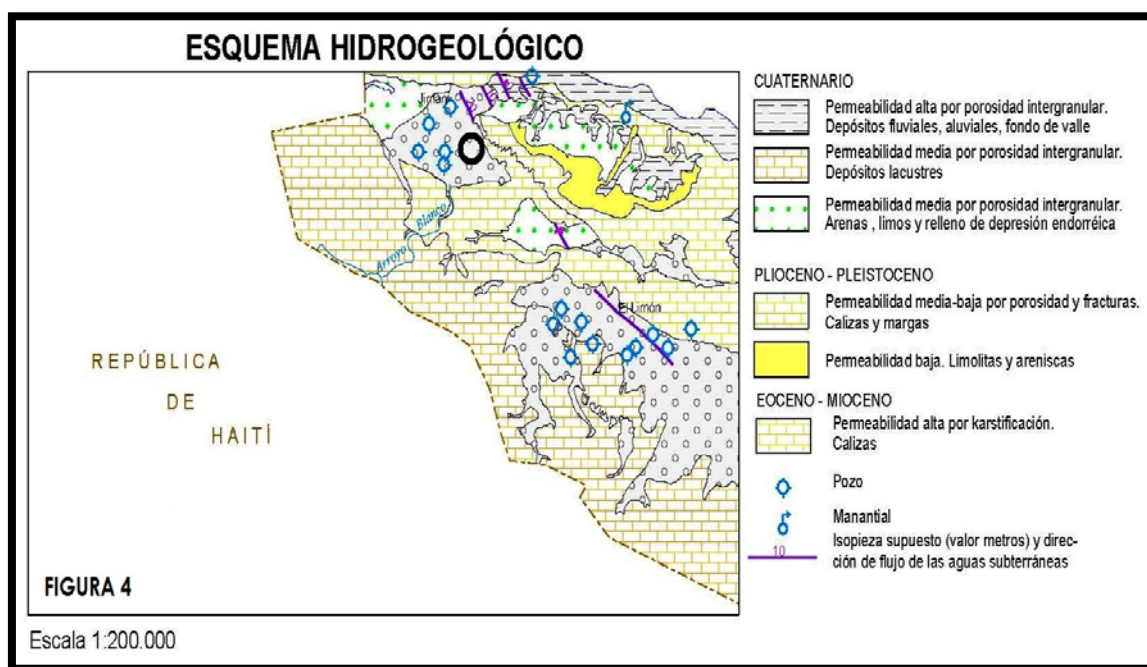 ESQUEMA HIDROGEOLÓGICO
Jimaní
Arroyo Blanco
El Limón
REPÚBLICA
DE
HAITÍ
FIGURA 4
Escala 1:200.000
CUATERNARIO
Permeabilidad alta por porosidad intergranular.
Depósitos fluviales, aluviales, fondo de valle
Permeabilidad media por porosidad intergranular.
Depósitos lacustres
Permeabilidad media por porosidad intergranular.
Arenas , limos y relleno de depresión endorréica
PLIOCENO - PLEISTOCENO
Permeabilidad media-baja por porosidad y fracturas.
Calizas y margas
Permeabilidad baja. Limolitas y areniscas
EOCENO - MIOCENO
Permeabilidad alta por karstificación.
Calizas
Pozo
Manantial
Isopieza supuesto (valor metros) y direc-
ción de flujo de las aguas subterráneas
10